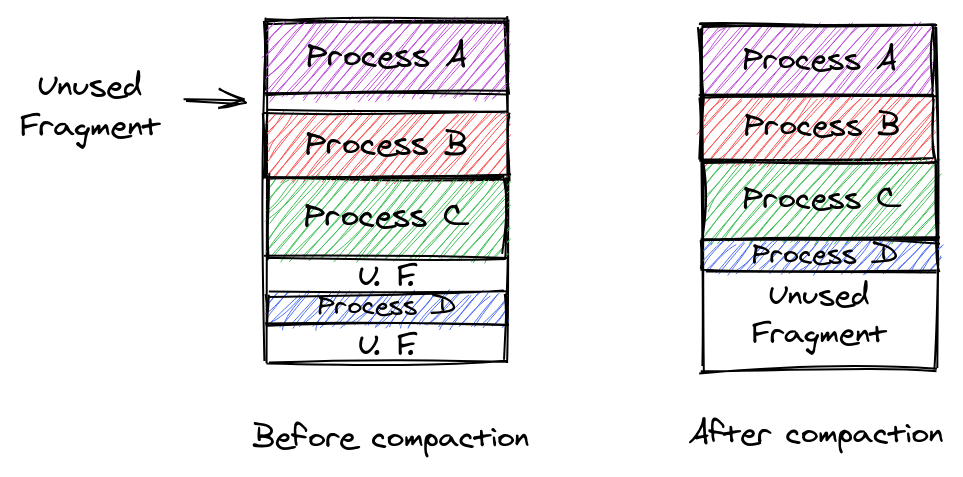 Unused
Fragment
Process A
Process B
Process C
U. F.
Process D
U. F.
Before compaction
Process A
Process B
Process C
Process D
Unused
Fragment
After compaction